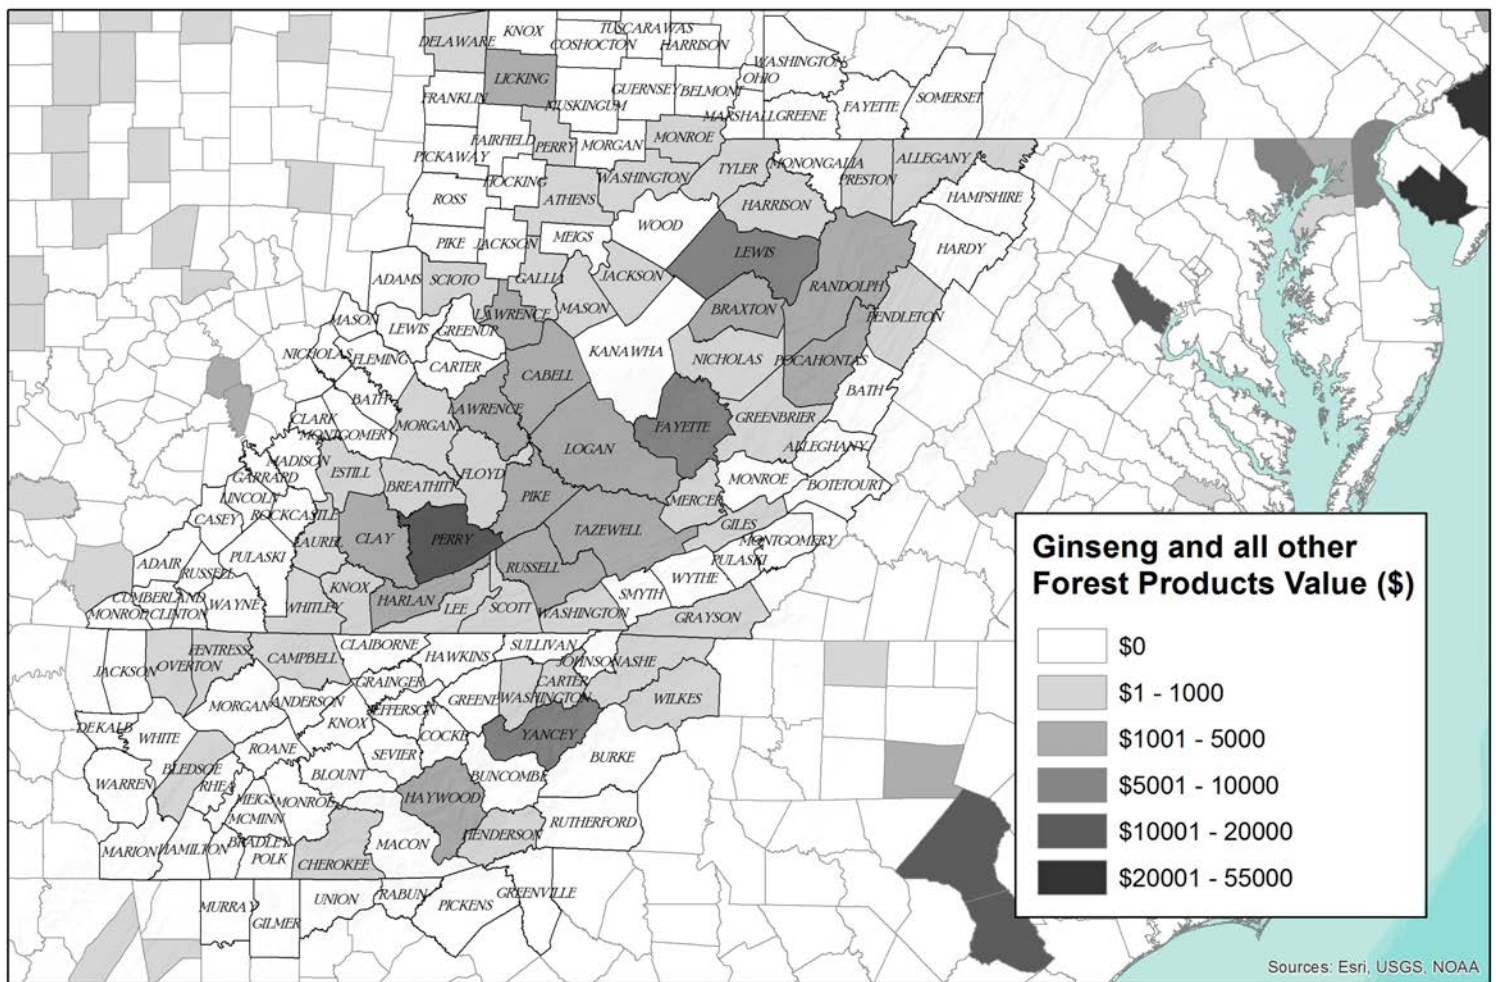 KNOX
TUSCARAWAS
DELAWARE
COSHOCTON
HARRISON
WASHINGTON
LICKING
OHIO
GUERNSEY
BELMONT
FRANKLIN
MUSKINGUM
FAYETTE
SOMERSET
MARSHALL
GREENE
FAIRFIELD
PERRY
MORGAN
MONROE
PICKAWAY
MONONGALIA
ALLEGANY
HOCKING
WASHINGTON
TYLER
PRESTON
ROSS
ATHENS
HARRISON
HAMPSHIRE
WOOD
PIKE
JACKSON
MEIGS
LEWIS
HARDY
ADAMS
SCIOTO
GALLIA
JACKSON
RANDOLPH
MASON
LAWRENCE
MASON
BRAXTON
PENDLETON
LEWIS
GREENUP
NICHOLAS
FLEMING
CARTER
CABELL
KANAWHA
NICHOLAS
POCAHONTAS
BATH
BATH
CLARK
MONTGOMERY
MORGAN
LAWRENCE
FAYETTE
GREENBRIER
ALLEGHANY
LOGAN
MADISON
GARRARD
ESTILL
BREATHITT
FLOYD
MONROE
BOTETOURT
LINCOLN
PIKE
MERCER
CASEY
ROCKCASTLE
LAUREL
CLAY
PERRY
TAZEWELL
GILES
MONTGOMERY
ADAIR
RUSSELL
PULASKI
RUSSELL
PULASKI
WYTHE
CUMBERLAND
KNOX
HARLAN
SMYTH
MONROE
CLINTON
WAYNE
WHITLEY
LEE
SCOTT
WASHINGTON
GRAYSON
CLAIBORNE
SULLIVAN
JACKSON
OVERTON
FENTRESS
CAMPBELL
HAWKINS
JOHNSON
ASHE
GRAINGER
CARTER
MORGAN
ANDERSON
JEFFERSON
GREENE
WASHINGTON
WILKES
DE KALB
WHITE
KNOX
COCKE
YANCEY
ROANE
SEVIER
BURKE
WARREN
BLEDSOE
RHEA
BLOUNT
BUNCOMBE
MEIGS
MONROE
HAYWOOD
MCMINN
RUTHERFORD
MARION
HAMILTON
BRADLEY
POLK
CHEROKEE
MACON
HENDERSON
MURRAY
GILMER
UNION
RABUN
PICKENS
GREENVILLE
Ginseng and all other
Forest Products Value ($)
$0
$1 - 1000
$1001 - 5000
$5001 - 10000
$10001 - 20000
$20001 - 55000
Sources: Esri, USGS, NOAA